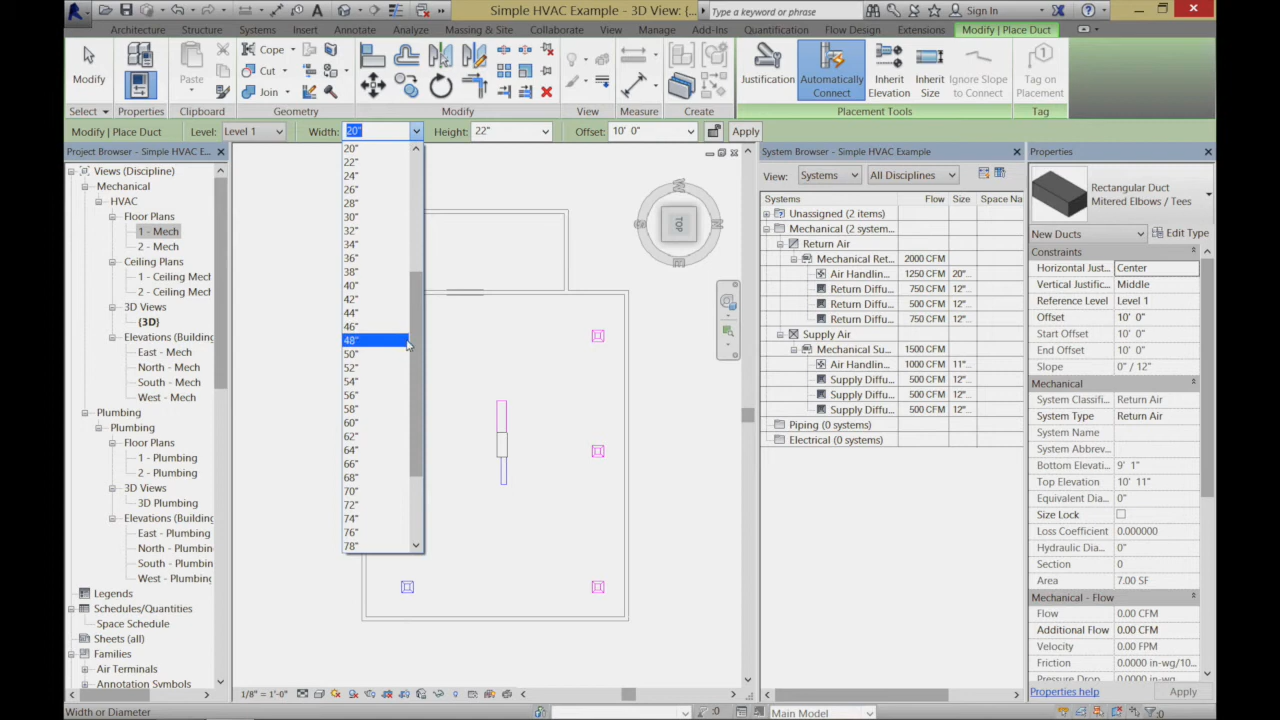 Simple HVAC Example - 3D View: {...
Type a keyword or phrase
Sign In
Architecture Structure Systems Insert Annotate Analyze Massing & Site Collaborate View Manage Add-Ins Quantification Flow Design Extensions Modify | Place Duct
Modify
Paste
Cope
Cut
Join
Justification
Automatically Connect
Inherit Elevation
Inherit Size
Ignore Slope to Connect
Tag on Placement
Select Properties Clipboard Geometry Modify View Measure Create Placement Tools Tag
Modify | Place Duct Level: Level 1 Width: 20" Height: 22" Offset: 10' 0" Apply
Project Browser - Simple HVAC E...
Views (Discipline)
Mechanical
HVAC
Floor Plans
1 - Mech
2 - Mech
Ceiling Plans
1 - Ceiling Mech
2 - Ceiling Mech
3D Views
{3D}
Elevations (Building
East - Mech
North - Mech
South - Mech
West - Mech
Plumbing
Plumbing
Floor Plans
1 - Plumbing
2 - Plumbing
3D Views
3D Plumbing
Elevations (Building
East - Plumbing
North - Plumbing
South - Plumbing
West - Plumbing
Legends
Schedules/Quantities
Space Schedule
Sheets (all)
Families
Air Terminals
Annotation Symbols
20"
22"
24"
26"
28"
30"
32"
34"
36"
38"
40"
42"
44"
46"
48"
50"
52"
54"
56"
58"
60"
62"
64"
66"
68"
70"
72"
74"
76"
78"
TOP
1/8" = 1'-0"
System Browser - Simple HVAC Example
View: Systems All Disciplines
Systems Flow Size Space Na
Unassigned (2 items)
Mechanical (2 system...
Return Air
Mechanical Ret... 2000 CFM
Air Handlin... 1250 CFM 20"...
Return Diffu... 750 CFM 12"...
Return Diffu... 500 CFM 12"...
Return Diffu... 750 CFM 12"...
Supply Air
Mechanical Su... 1500 CFM
Air Handlin... 1000 CFM 11"...
Supply Diffu... 500 CFM 12"...
Supply Diffu... 500 CFM 12"...
Supply Diffu... 500 CFM 12"...
Piping (0 systems)
Electrical (0 systems)
Properties
Rectangular Duct
Mitered Elbows / Tees
New Ducts Edit Type
Constraints
Horizontal Just... Center
Vertical Justific... Middle
Reference Level Level 1
Offset 10' 0"
Start Offset 10' 0"
End Offset 10' 0"
Slope 0" / 12"
Mechanical
System Classifi... Return Air
System Type Return Air
System Name
System Abbrev...
Bottom Elevati... 9' 1"
Top Elevation 10' 11"
Equivalent Dia... 0"
Size Lock
Loss Coefficient 0.000000
Hydraulic Dia... 0"
Section 0
Area 7.00 SF
Mechanical - Flow
Flow 0.00 CFM
Additional Flow 0.00 CFM
Velocity 0.00 FPM
Friction 0.0000 in-wg/10...
Pressure Drop 0.0000 in-wg
Properties help Apply
Width or Diameter :0 Main Model :0